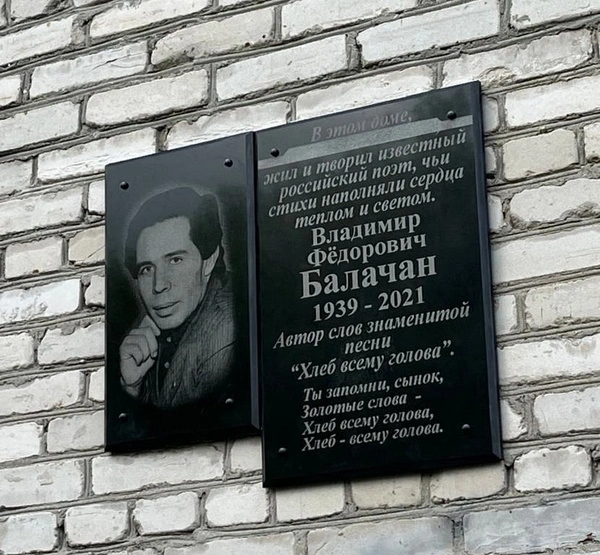 В этом доме,
жил и творил известный
российский поэт, чьи
стихи наполняли сердца
теплом и светом.
Владимир
Фёдорович
Балачан
1939 - 2021
Автор слов знаменитой
песни
"Хлеб всему голова".
Ты запомни, сынок,
Золотые слова -
Хлеб всему голова,
Хлеб - всему голова.